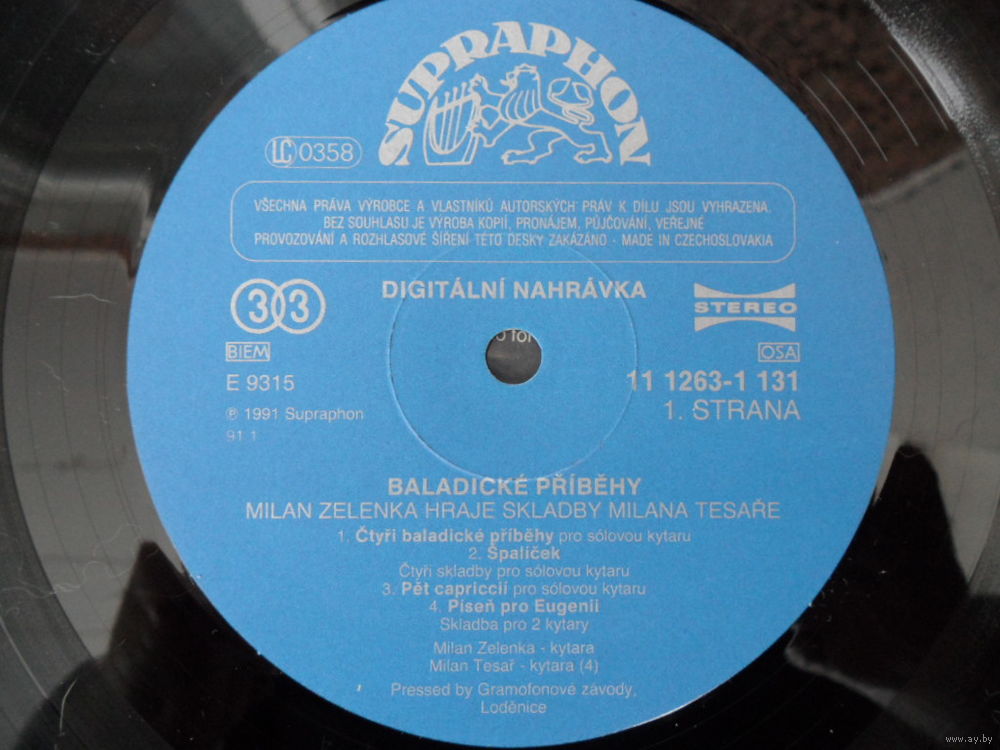 SUPRAPHON
LC 0358
VŠECHNA PRÁVA VÝROBCE A VLASTNÍKŮ AUTORSKÝCH PRÁV K DÍLU JSOU VYHRAZENA.
BEZ SOUHLASU JE VÝROBA KOPIÍ, PRONÁJEM, PŮJČOVÁNÍ, VEŘEJNÉ
PROVOZOVÁNÍ A ROZHLASOVÉ ŠÍŘENÍ TÉTO DESKY ZAKÁZÁNO · MADE IN CZECHOSLOVAKIA
33
DIGITÁLNÍ NAHRÁVKA
STEREO
BIEM
OSA
E 9315
11 1263-1 131
℗ 1991 Supraphon
1. STRANA
91 1
BALADICKÉ PŘÍBĚHY
MILAN ZELENKA HRAJE SKLADBY MILANA TESAŘE
1. Čtyři baladické příběhy pro sólovou kytaru
2. Špalíček
Čtyři skladby pro sólovou kytaru
3. Pět capriccií pro sólovou kytaru
4. Píseň pro Eugenii
Skladba pro 2 kytary
Milan Zelenka - kytara
Milan Tesař - kytara (4)
Pressed by Gramofonové závody,
Loděnice
www.ay.by